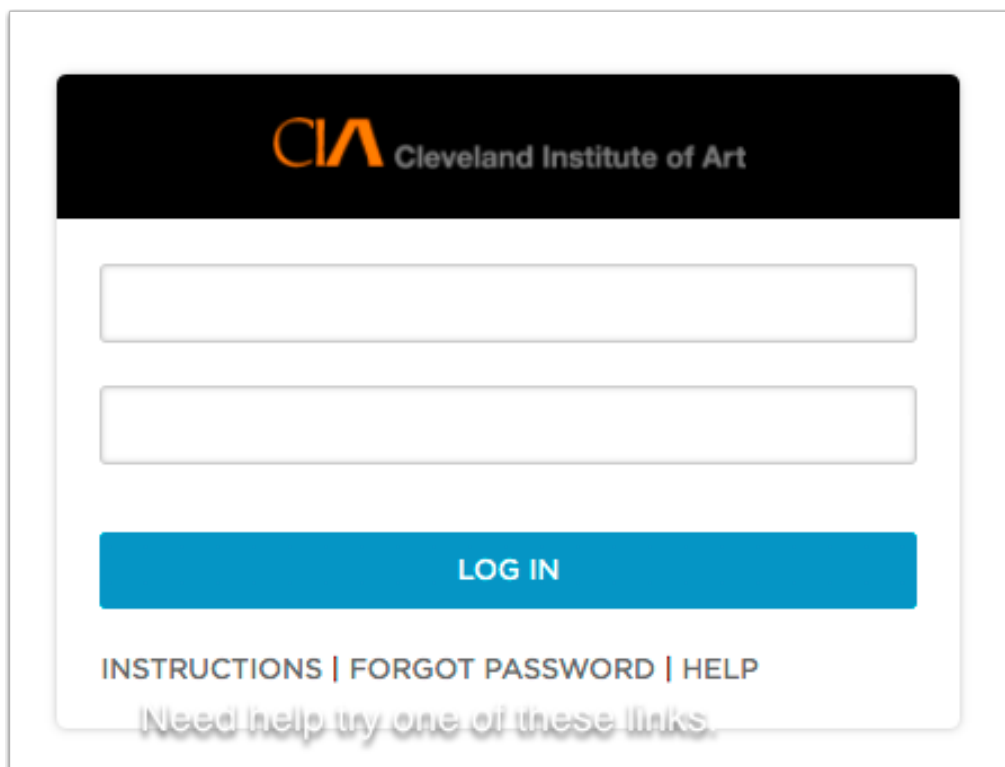 CIA Cleveland Institute of Art
LOG IN
INSTRUCTIONS | FORGOT PASSWORD | HELP
Need help try one of these links.